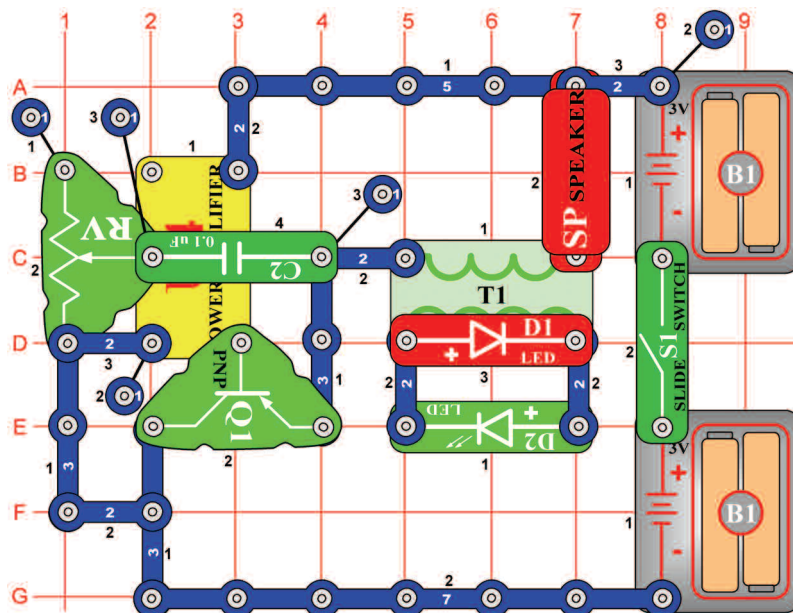 1 2 3 4 5 6 7 8 9
1 3 2
1
A 5 2
3V
1 3 1 2 2
SPEAKER
1 1 +
B 2 1 B1
4 1 -
RV 0.1 uF C2 SP
C 2 2 1
2 T1
SWITCH
D 2 D1 S1 2
3 + LED
PNP 3 1 2 2 3 2 2
2 1 SLIDE
E LED D2 +
Q1 3V
2 1 +
1 3
F 2 1 B1
2 -
3 1
2
G 7